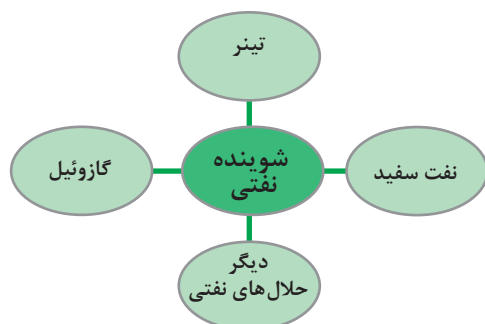 تینر
نفت سفید
شوینده
نفتی
گازوئیل
دیگر
حلال‌های نفتی